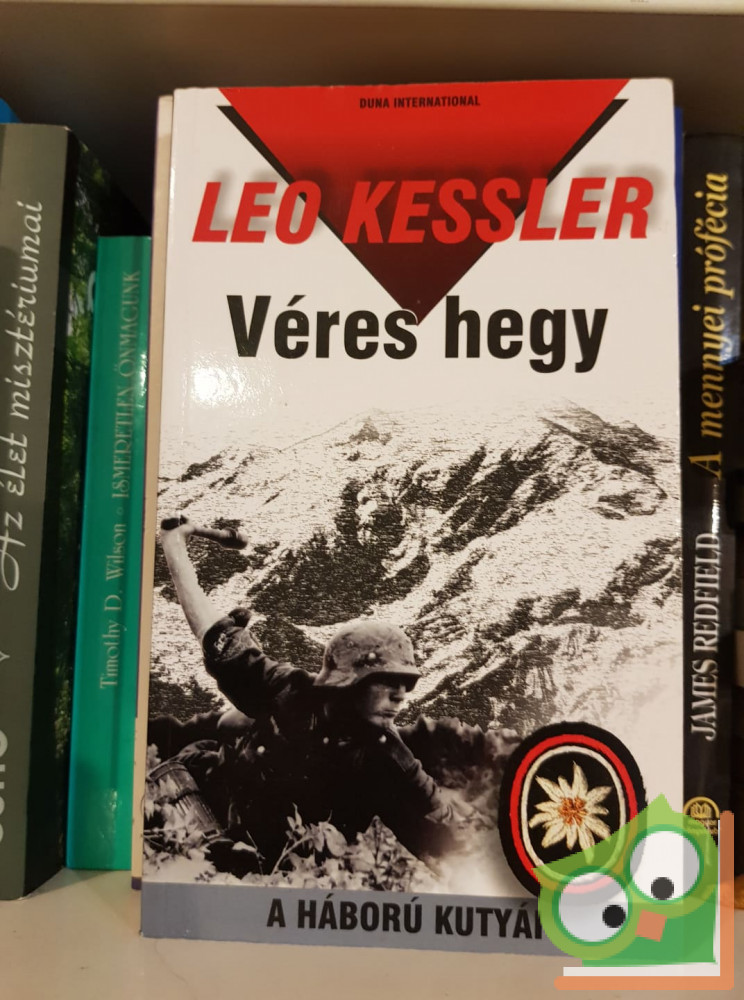 DUNA INTERNATIONAL
LEO KESSLER
Véres hegy
A HÁBORÚ KUTYÁI
Az élet misztériumai
Timothy D. Wilson ISMERETLEN ÖNMAGUNK
JAMES REDFIELD A mennyei prófécia